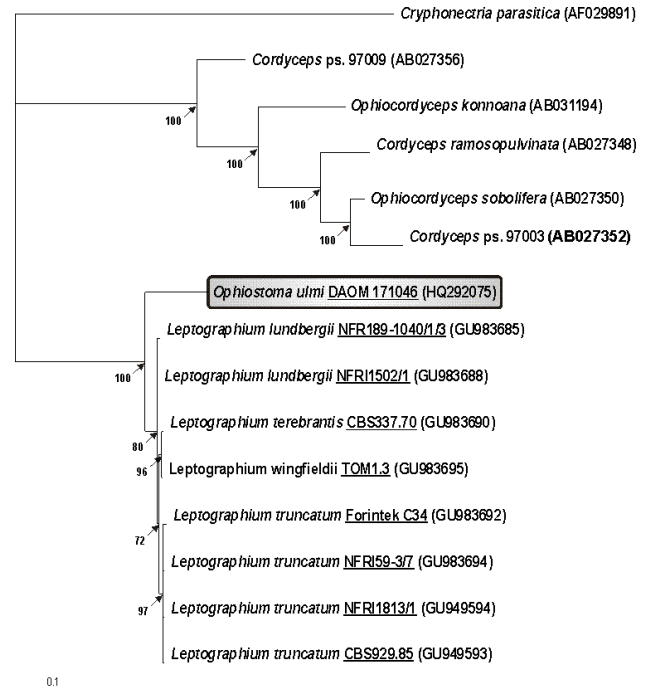 Cryphonectria parasitica (AF029891)
Cordyceps ps. 97009 (AB027356)
100
Ophiocordyceps konnoana (AB031194)
100
Cordyceps ramosopulvinata (AB027348)
100
Ophiocordyceps sobolifera (AB027350)
100
Cordyceps ps. 97003 (AB027352)
Ophiostoma ulmi DAOM 171046 (HQ292075)
Leptographium lundbergii NFR189-1040/1/3 (GU983685)
100
Leptographium lundbergii NFRI1502/1 (GU983688)
Leptographium terebrantis CBS337.70 (GU983690)
80
96
Leptographium wingfieldii TOM1.3 (GU983695)
Leptographium truncatum Forintek C34 (GU983692)
72
Leptographium truncatum NFRI59-3/7 (GU983694)
97
Leptographium truncatum NFRI1813/1 (GU949594)
Leptographium truncatum CBS929.85 (GU949593)
0.1